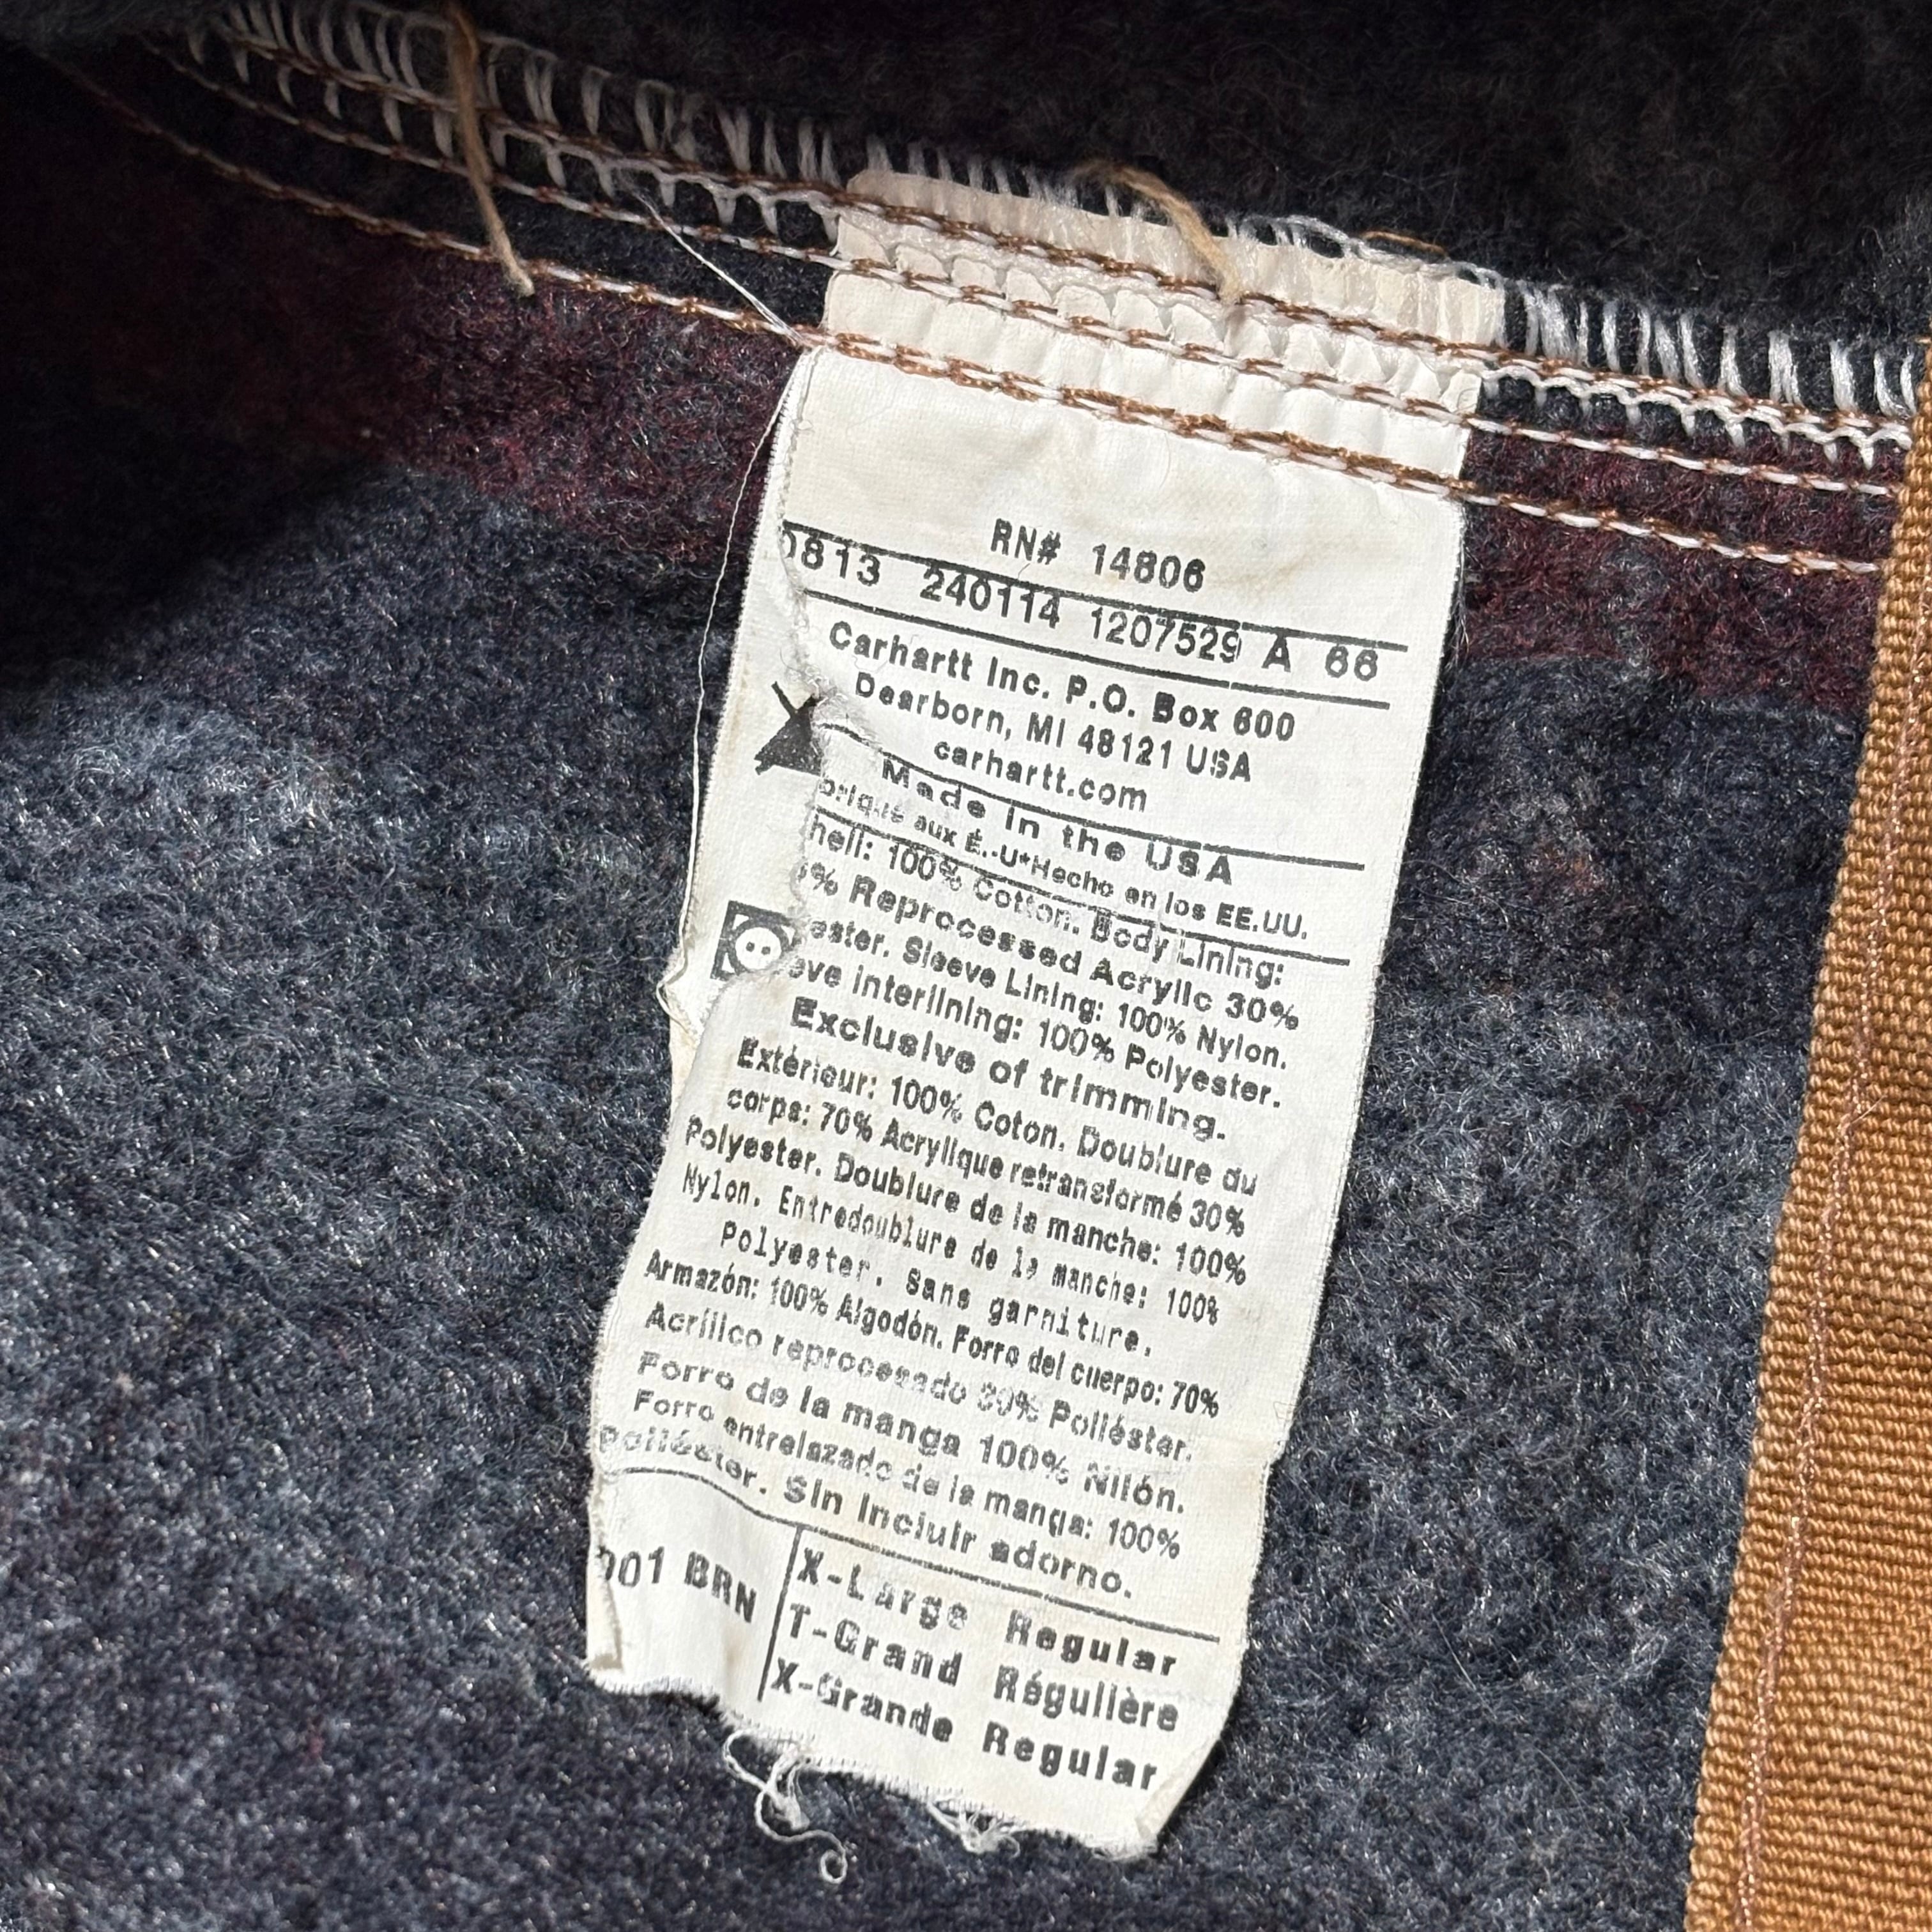 RN# 14806
0813 240114 1207529 A 66
Carhartt Inc. P.O. Box 600
Dearborn, MI 48121 USA
carhartt.com
Made in the USA
brique aux É.-U*Hecho en los EE.UU.
hell: 100% Cotton. Body Lining:
% Reprocessed Acrylic 30%
ester. Sleeve Lining: 100% Nylon.
eve interlining: 100% Polyester.
Exclusive of trimming.
Extérieur: 100% Coton. Doublure du
corps: 70% Acrylique retransformé 30%
Polyester. Doublure de la manche: 100%
Nylon. Entredoublure de la manche: 100%
Polyester. Sans garniture.
Armazón: 100% Algodón. Forro del cuerpo: 70%
Acrílico reprocesado 30% Poliéster.
Forro de la manga 100% Nilón.
Forro entrelazado de la manga: 100%
Poliéster. Sin incluir adorno.
001 BRN
X-Large Regular
T-Grand Régulière
X-Grande Regular